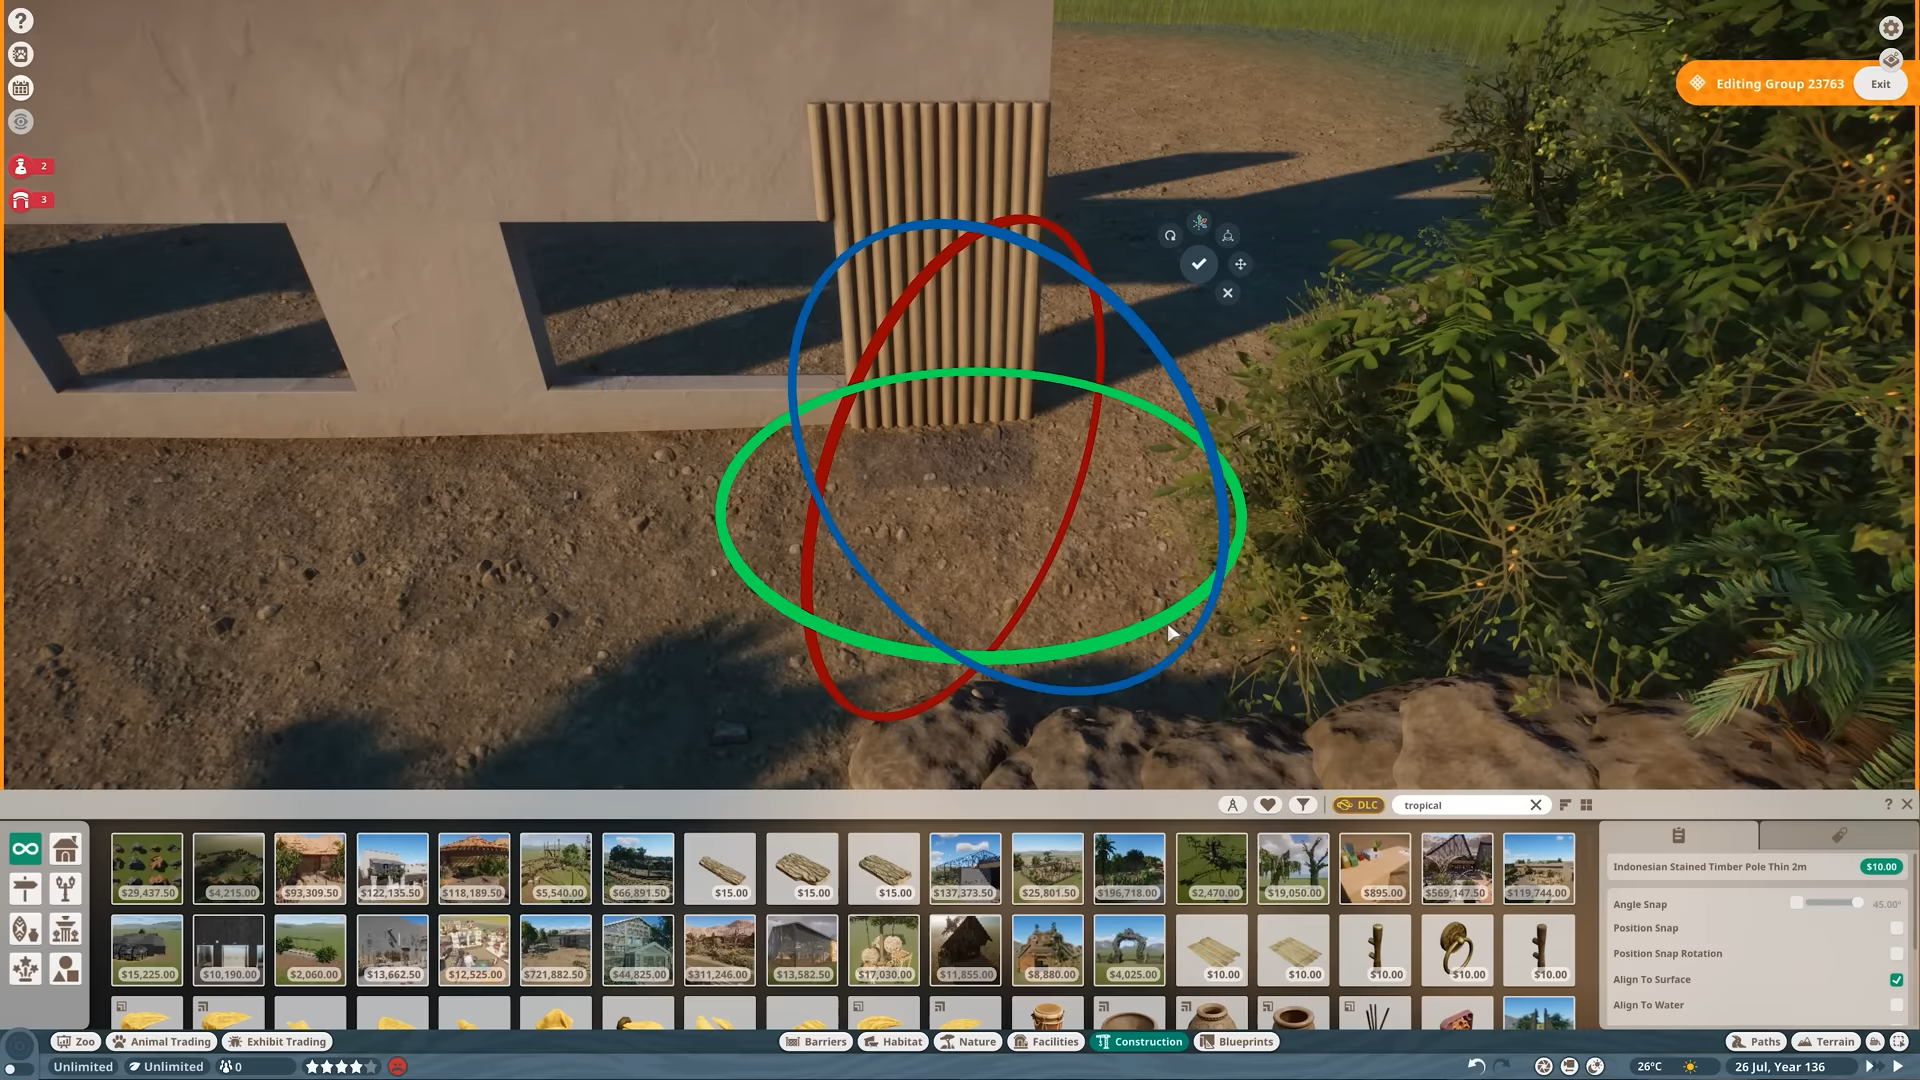 Editing Group 23763
Exit
2
3
DLC
tropical
$29,437.50
$4,215.00
$93,309.50
$122,135.50
$118,189.50
$5,540.00
$66,891.50
$15.00
$15.00
$15.00
$137,373.50
$25,801.50
$196,718.00
$2,470.00
$19,050.00
$895.00
$569,147.50
$119,744.00
$15,225.00
$10,190.00
$2,060.00
$13,662.50
$12,525.00
$721,882.50
$44,825.00
$311,246.00
$13,582.50
$17,030.00
$11,855.00
$8,880.00
$4,025.00
$10.00
$10.00
$10.00
$10.00
$10.00
Indonesian Stained Timber Pole Thin 2m
$10.00
Angle Snap
45.00°
Position Snap
Position Snap Rotation
Align To Surface
Align To Water
Zoo
Animal Trading
Exhibit Trading
Barriers
Habitat
Nature
Facilities
Construction
Blueprints
Paths
Terrain
Unlimited
Unlimited
0
26°C
26 Jul, Year 136